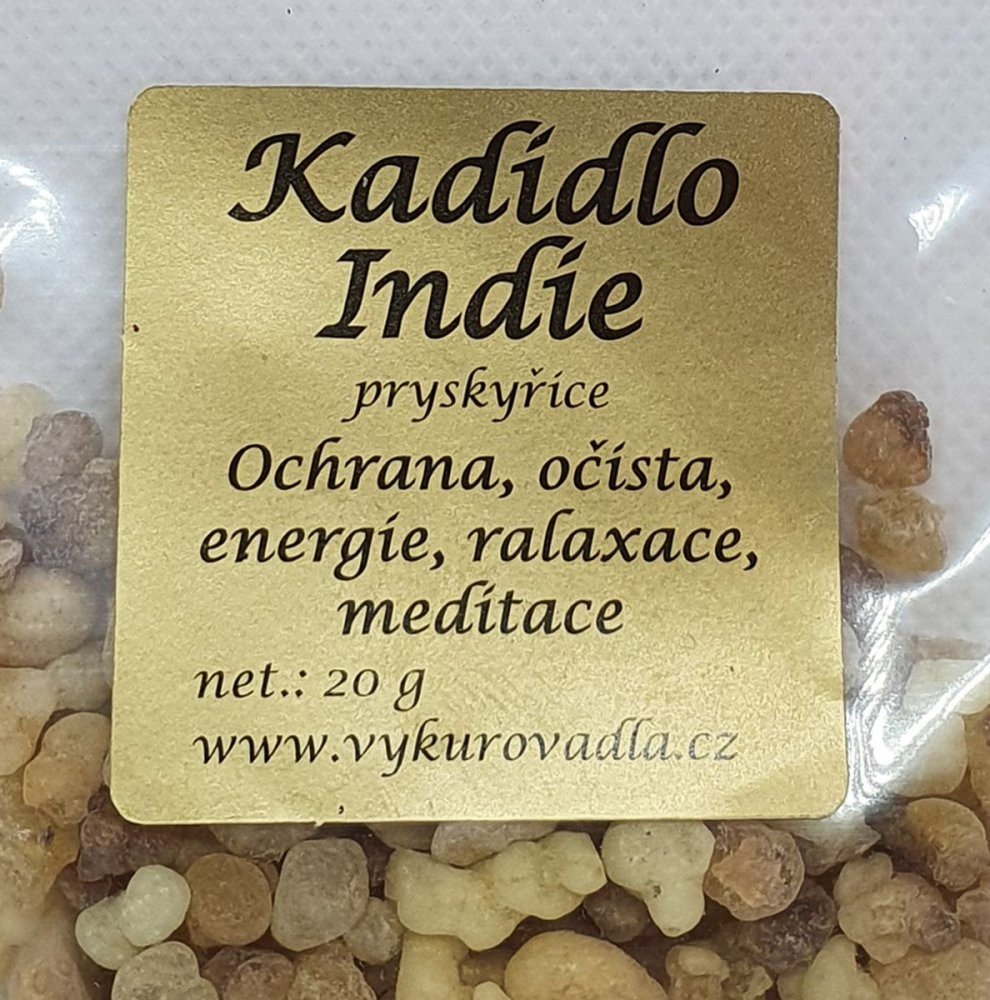 Kadidlo
Indie
pryskyřice
Ochrana, očista,
energie, ralaxace,
meditace
net.: 20 g
www.vykurovadla.cz